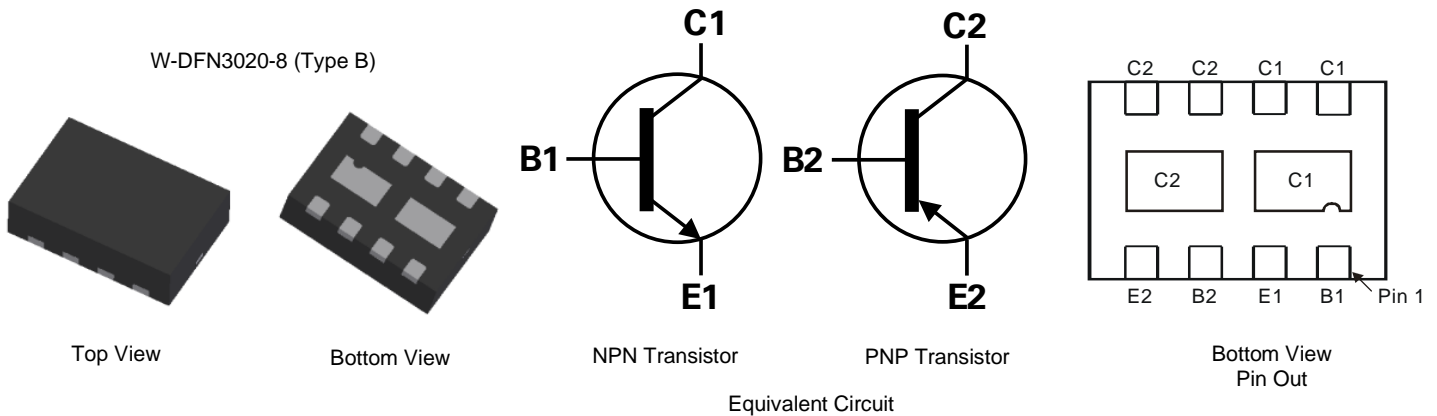 W-DFN3020-8 (Type B)
Top View
Bottom View
C1
B1
E1
NPN Transistor
C2
B2
E2
PNP Transistor
Equivalent Circuit
C2 C2 C1 C1
C2 C1
E2 B2 E1 B1 Pin 1
Bottom View
Pin Out